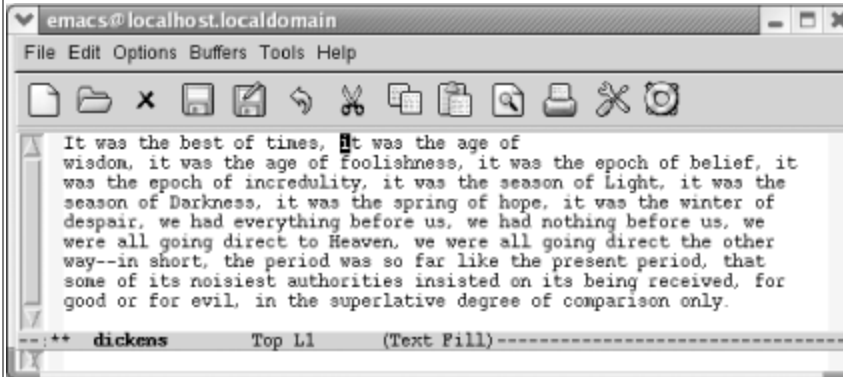 emacs@localhost.localdomain
File Edit Options Buffers Tools Help
It was the best of times, it was the age of
wisdom, it was the age of foolishness, it was the epoch of belief, it
was the epoch of incredulity, it was the season of Light, it was the
season of Darkness, it was the spring of hope, it was the winter of
despair, we had everything before us, we had nothing before us, we
were all going direct to Heaven, we were all going direct the other
way--in short, the period was so far like the present period, that
some of its noisiest authorities insisted on its being received, for
good or for evil, in the superlative degree of comparison only.
--:** dickens Top L1 (Text Fill)----------------------------------